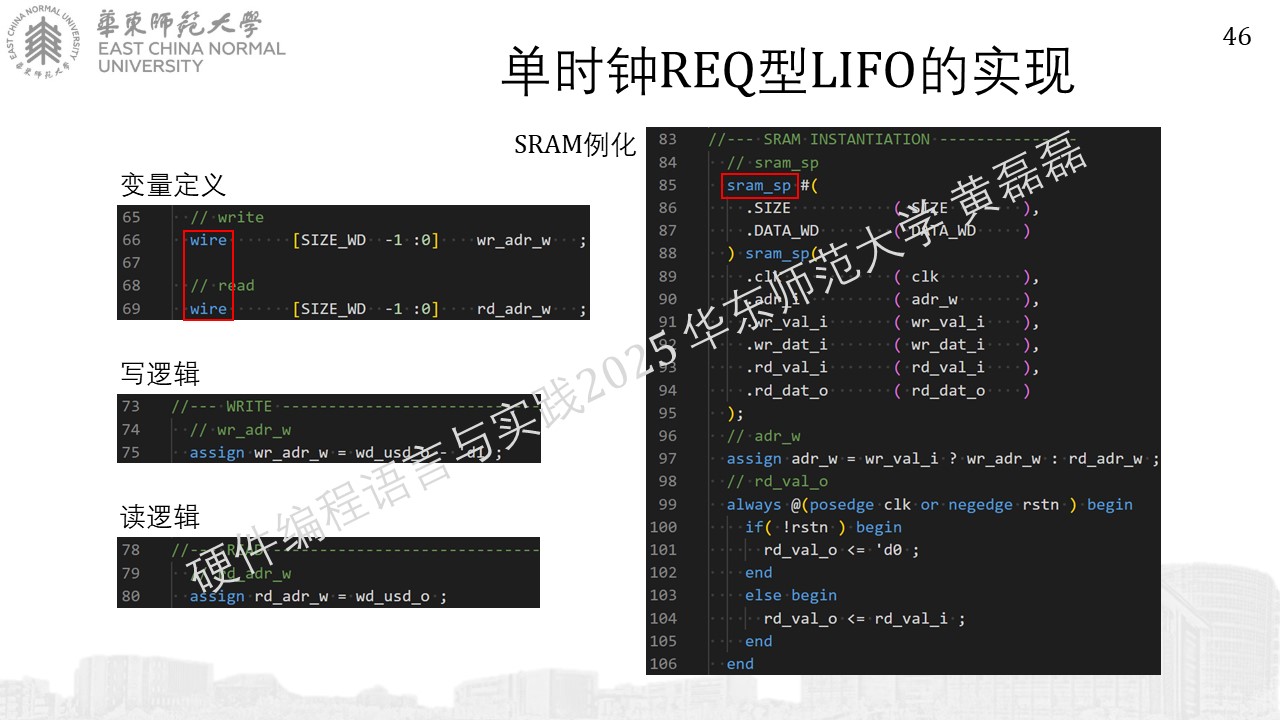 華東師範大學
EAST CHINA NORMAL
UNIVERSITY
46
单时钟REQ型LIFO的实现
SRAM例化
变量定义
65 // write
66 wire [SIZE_WD -1 :0] wr_adr_w ;
67
68 // read
69 wire [SIZE_WD -1 :0] rd_adr_w ;
写逻辑
73 //--- WRITE ----------------------------
74 // wr_adr_w
75 assign wr_adr_w = wd_usd_o - 'd1 ;
读逻辑
78 //--- READ -----------------------------
79 // rd_adr_w
80 assign rd_adr_w = wd_usd_o ;
83 //--- SRAM INSTANTIATION ---------------
84 // sram_sp
85 sram_sp #(
86 .SIZE ( SIZE ),
87 .DATA_WD ( DATA_WD )
88 ) sram_sp(
89 .clk ( clk ),
90 .adr_i ( adr_w ),
91 .wr_val_i ( wr_val_i ),
92 .wr_dat_i ( wr_dat_i ),
93 .rd_val_i ( rd_val_i ),
94 .rd_dat_o ( rd_dat_o )
95 );
96 // adr_w
97 assign adr_w = wr_val_i ? wr_adr_w : rd_adr_w ;
98 // rd_val_o
99 always @(posedge clk or negedge rstn ) begin
100 if( !rstn ) begin
101 rd_val_o <= 'd0 ;
102 end
103 else begin
104 rd_val_o <= rd_val_i ;
105 end
106 end
硬件编程语言与实践2025 华东师范大学 黄磊磊